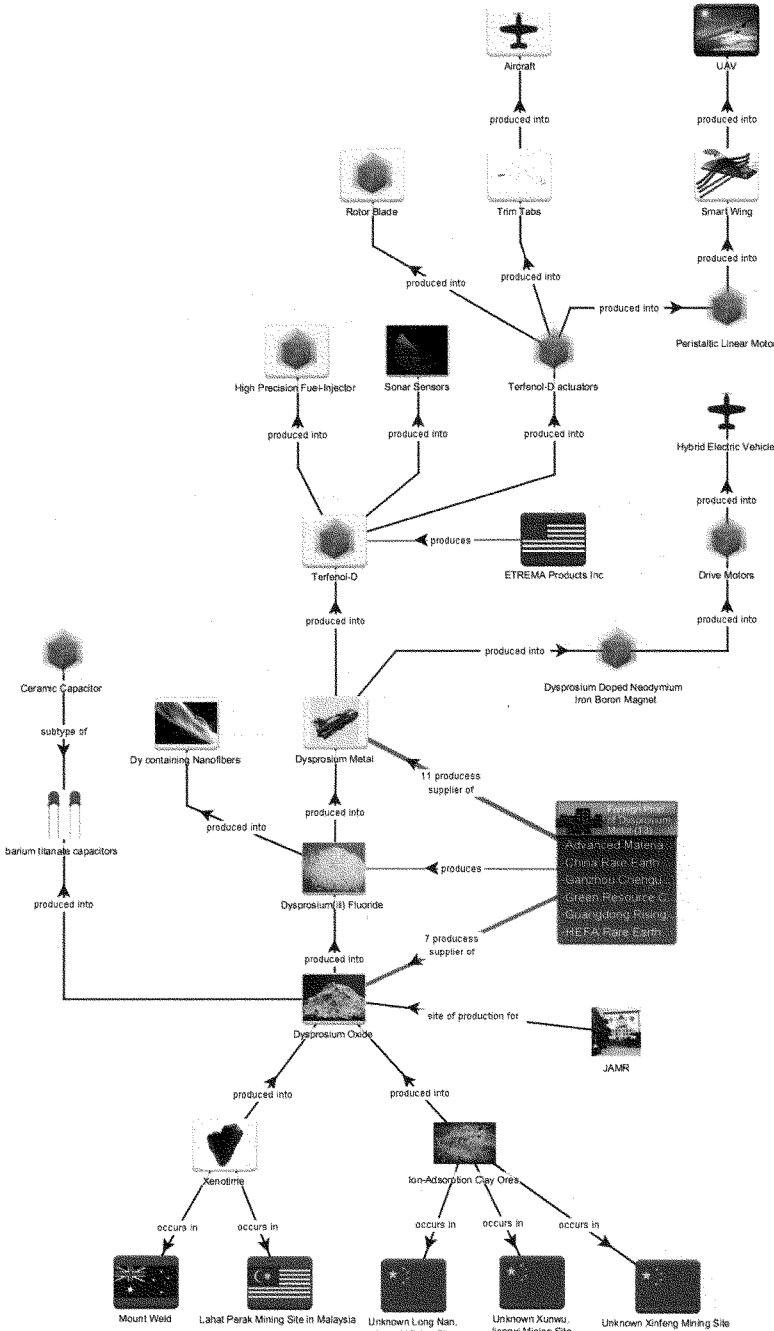 Aircraft
UAV
produced into
produced into
Rotor Blade
Trim Tabs
Smart Wing
produced into
produced into
produced into
produced into
Peristaltic Linear Motor
High Precision Fuel-Injector
Sonar Sensors
Terfenol-D actuators
produced into
produced into
produced into
Hybrid Electric Vehicle
produced into
produces
Terfenol-D
ETREMA Products Inc
Drive Motors
produced into
produced into
Ceramic Capacitor
produced into
Dysprosium Doped Neodymium
Iron Boron Magnet
subtype of
Dy containing Nanofibers
Dysprosium Metal
11 producess
supplier of
produced into
produced into
barium titanate capacitors
Metal (13)
Advanced Materia..
China Rare Earth..
Ganzhou Chengu..
Green Resource C..
Guangdong Rising..
HEFA Rare Earth..
produces
Dysprosium(iii) Fluoride
produced into
7 producess
supplier of
produced into
site of production for
Dysprosium Oxide
JAMR
produced into
produced into
Xenotime
Ion-Adsorption Clay Ores
occurs in
occurs in
occurs in
occurs in
occurs in
Mount Weld
Lahat Perak Mining Site in Malaysia
Unknown Long Nan,
Unknown Xunwu,
Jiangxi Mining Site
Unknown Xinfeng Mining Site